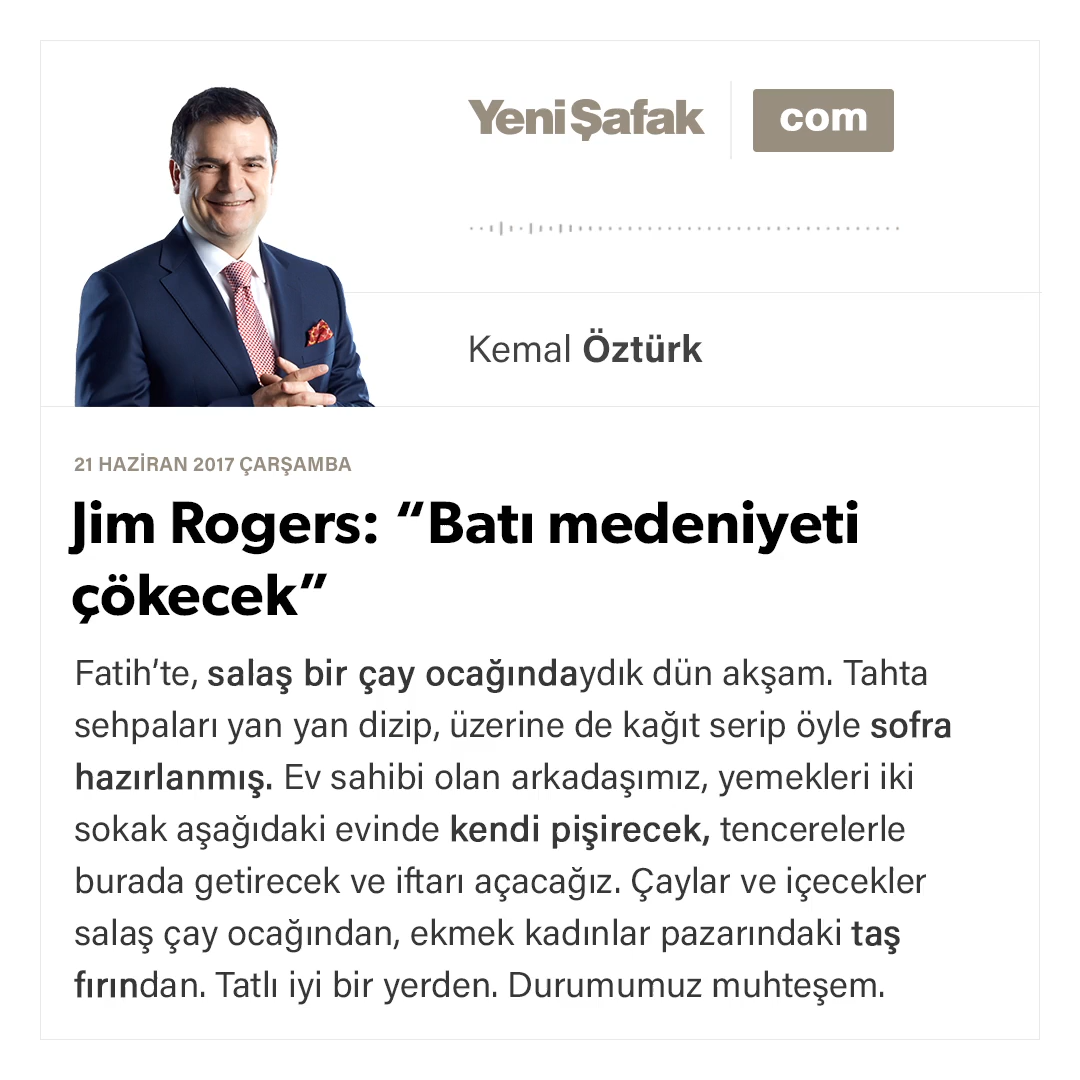 YeniŞafak
com
Kemal Öztürk
21 HAZİRAN 2017 ÇARŞAMBA
Jim Rogers: “Batı medeniyeti
çökecek”
Fatih’te, salaş bir çay ocağındaydık dün akşam. Tahta
sehpaları yan yan dizip, üzerine de kağıt serip öyle sofra
hazırlanmış. Ev sahibi olan arkadaşımız, yemekleri iki
sokak aşağıdaki evinde kendi pişirecek, tencerelerle
burada getirecek ve iftarı açacağız. Çaylar ve içecekler
salaş çay ocağından, ekmek kadınlar pazarındaki taş
fırından. Tatlı iyi bir yerden. Durumumuz muhteşem.